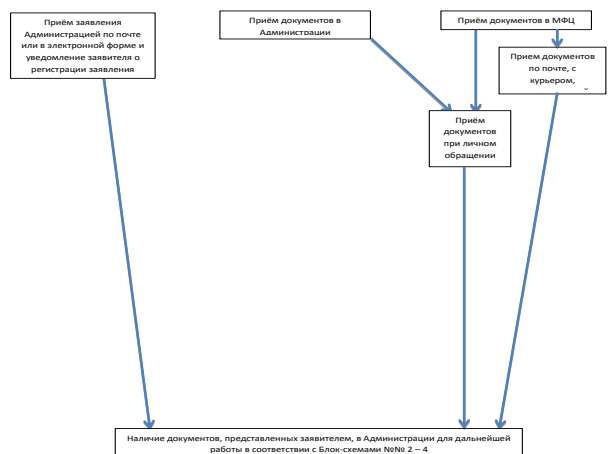 Приём заявления
Администрацией по почте
или в электронной форме и
уведомление заявителя о
регистрации заявления
Приём документов в
Администрации
Приём документов в МФЦ
Прием документов
по почте, с
курьером,
Приём
документов
при личном
обращении
Наличие документов, представленных заявителем, в Администрации для дальнейшей
работы в соответствии с Блок-схемами №№ 2 – 4